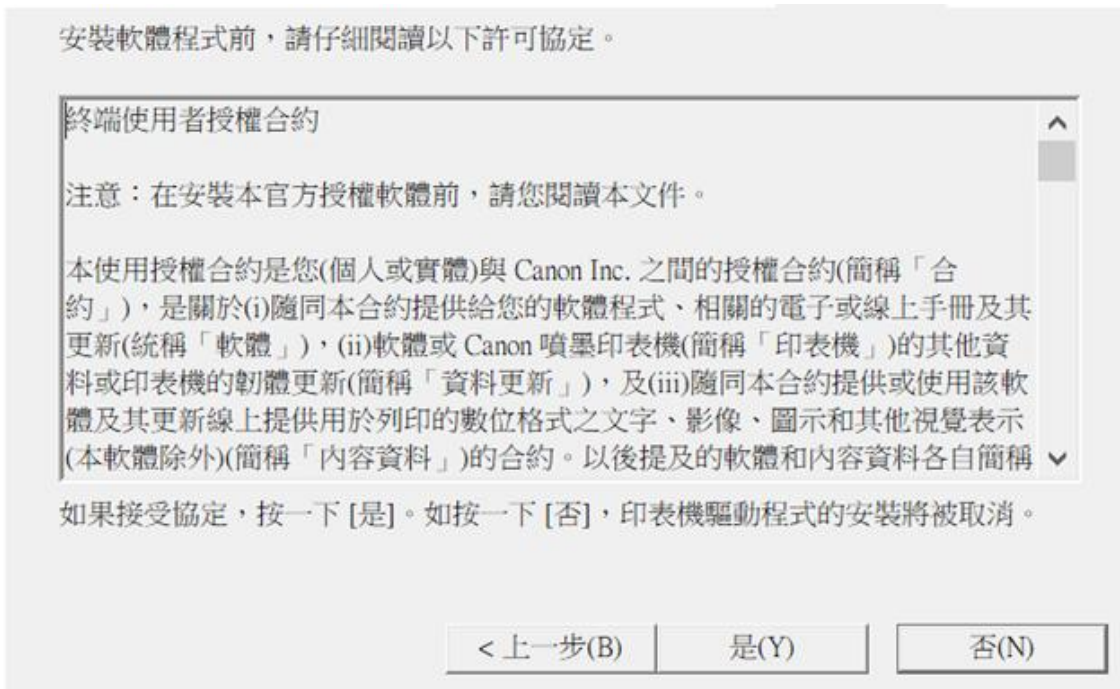 安裝軟體程式前，請仔細閱讀以下許可協定。
終端使用者授權合約
注意：在安裝本官方授權軟體前，請您閱讀本文件。
本使用授權合約是您(個人或實體)與 Canon Inc. 之間的授權合約(簡稱「合
約」)，是關於(i)隨同本合約提供給您的軟體程式、相關的電子或線上手冊及其
更新(統稱「軟體」)，(ii)軟體或 Canon 噴墨印表機(簡稱「印表機」)的其他資
料或印表機的韌體更新(簡稱「資料更新」)，及(iii)隨同本合約提供或使用該軟
體及其更新線上提供用於列印的數位格式之文字、影像、圖示和其他視覺表示
(本軟體除外)(簡稱「內容資料」)的合約。以後提及的軟體和內容資料各自簡稱
如果接受協定，按一下 [是]。如按一下 [否]，印表機驅動程式的安裝將被取消。
< 上一步(B) 是(Y) 否(N)